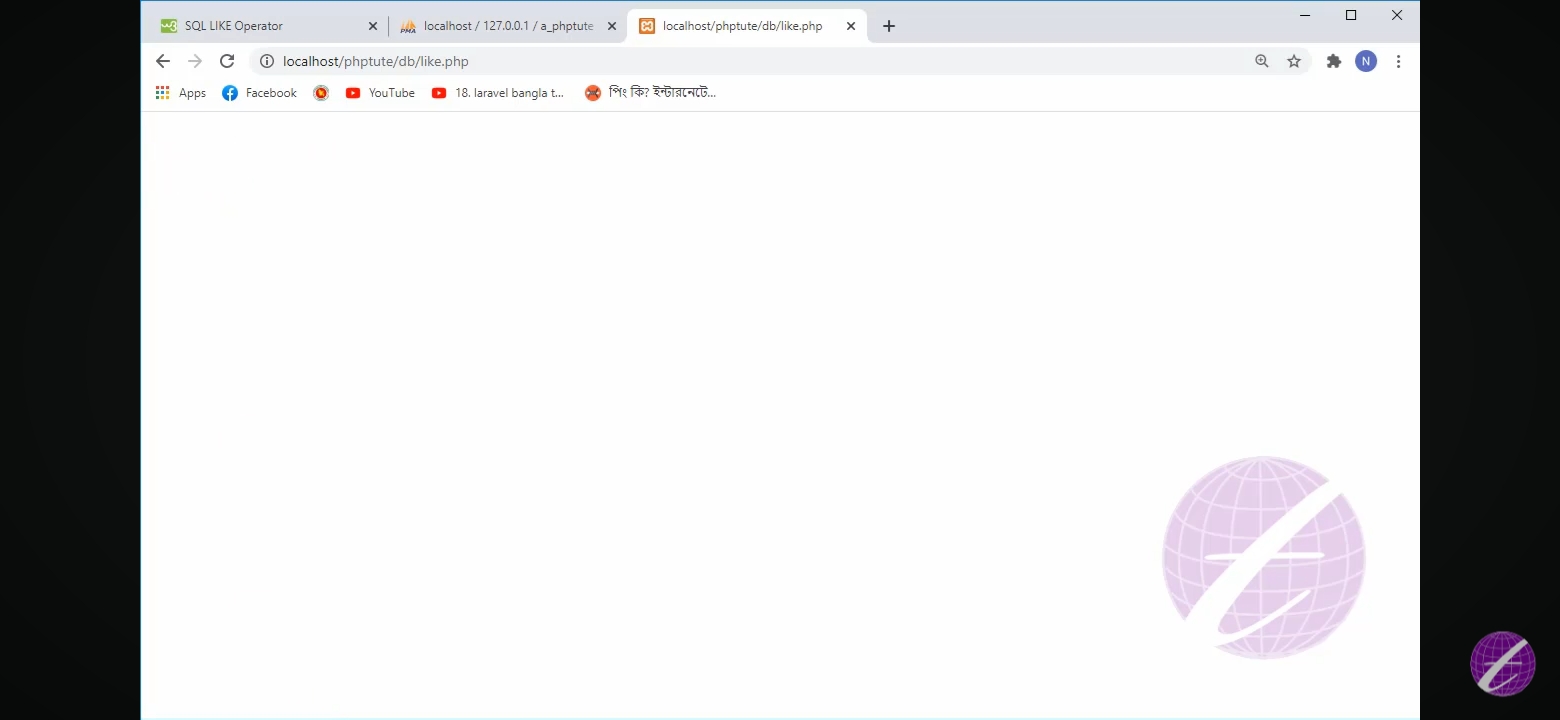 SQL LIKE Operator
localhost / 127.0.0.1 / a_phptute
localhost/phptute/db/like.php
localhost/phptute/db/like.php
N
Apps
Facebook
YouTube
18. laravel bangla t...
পিং কি? ইন্টারনেটে...